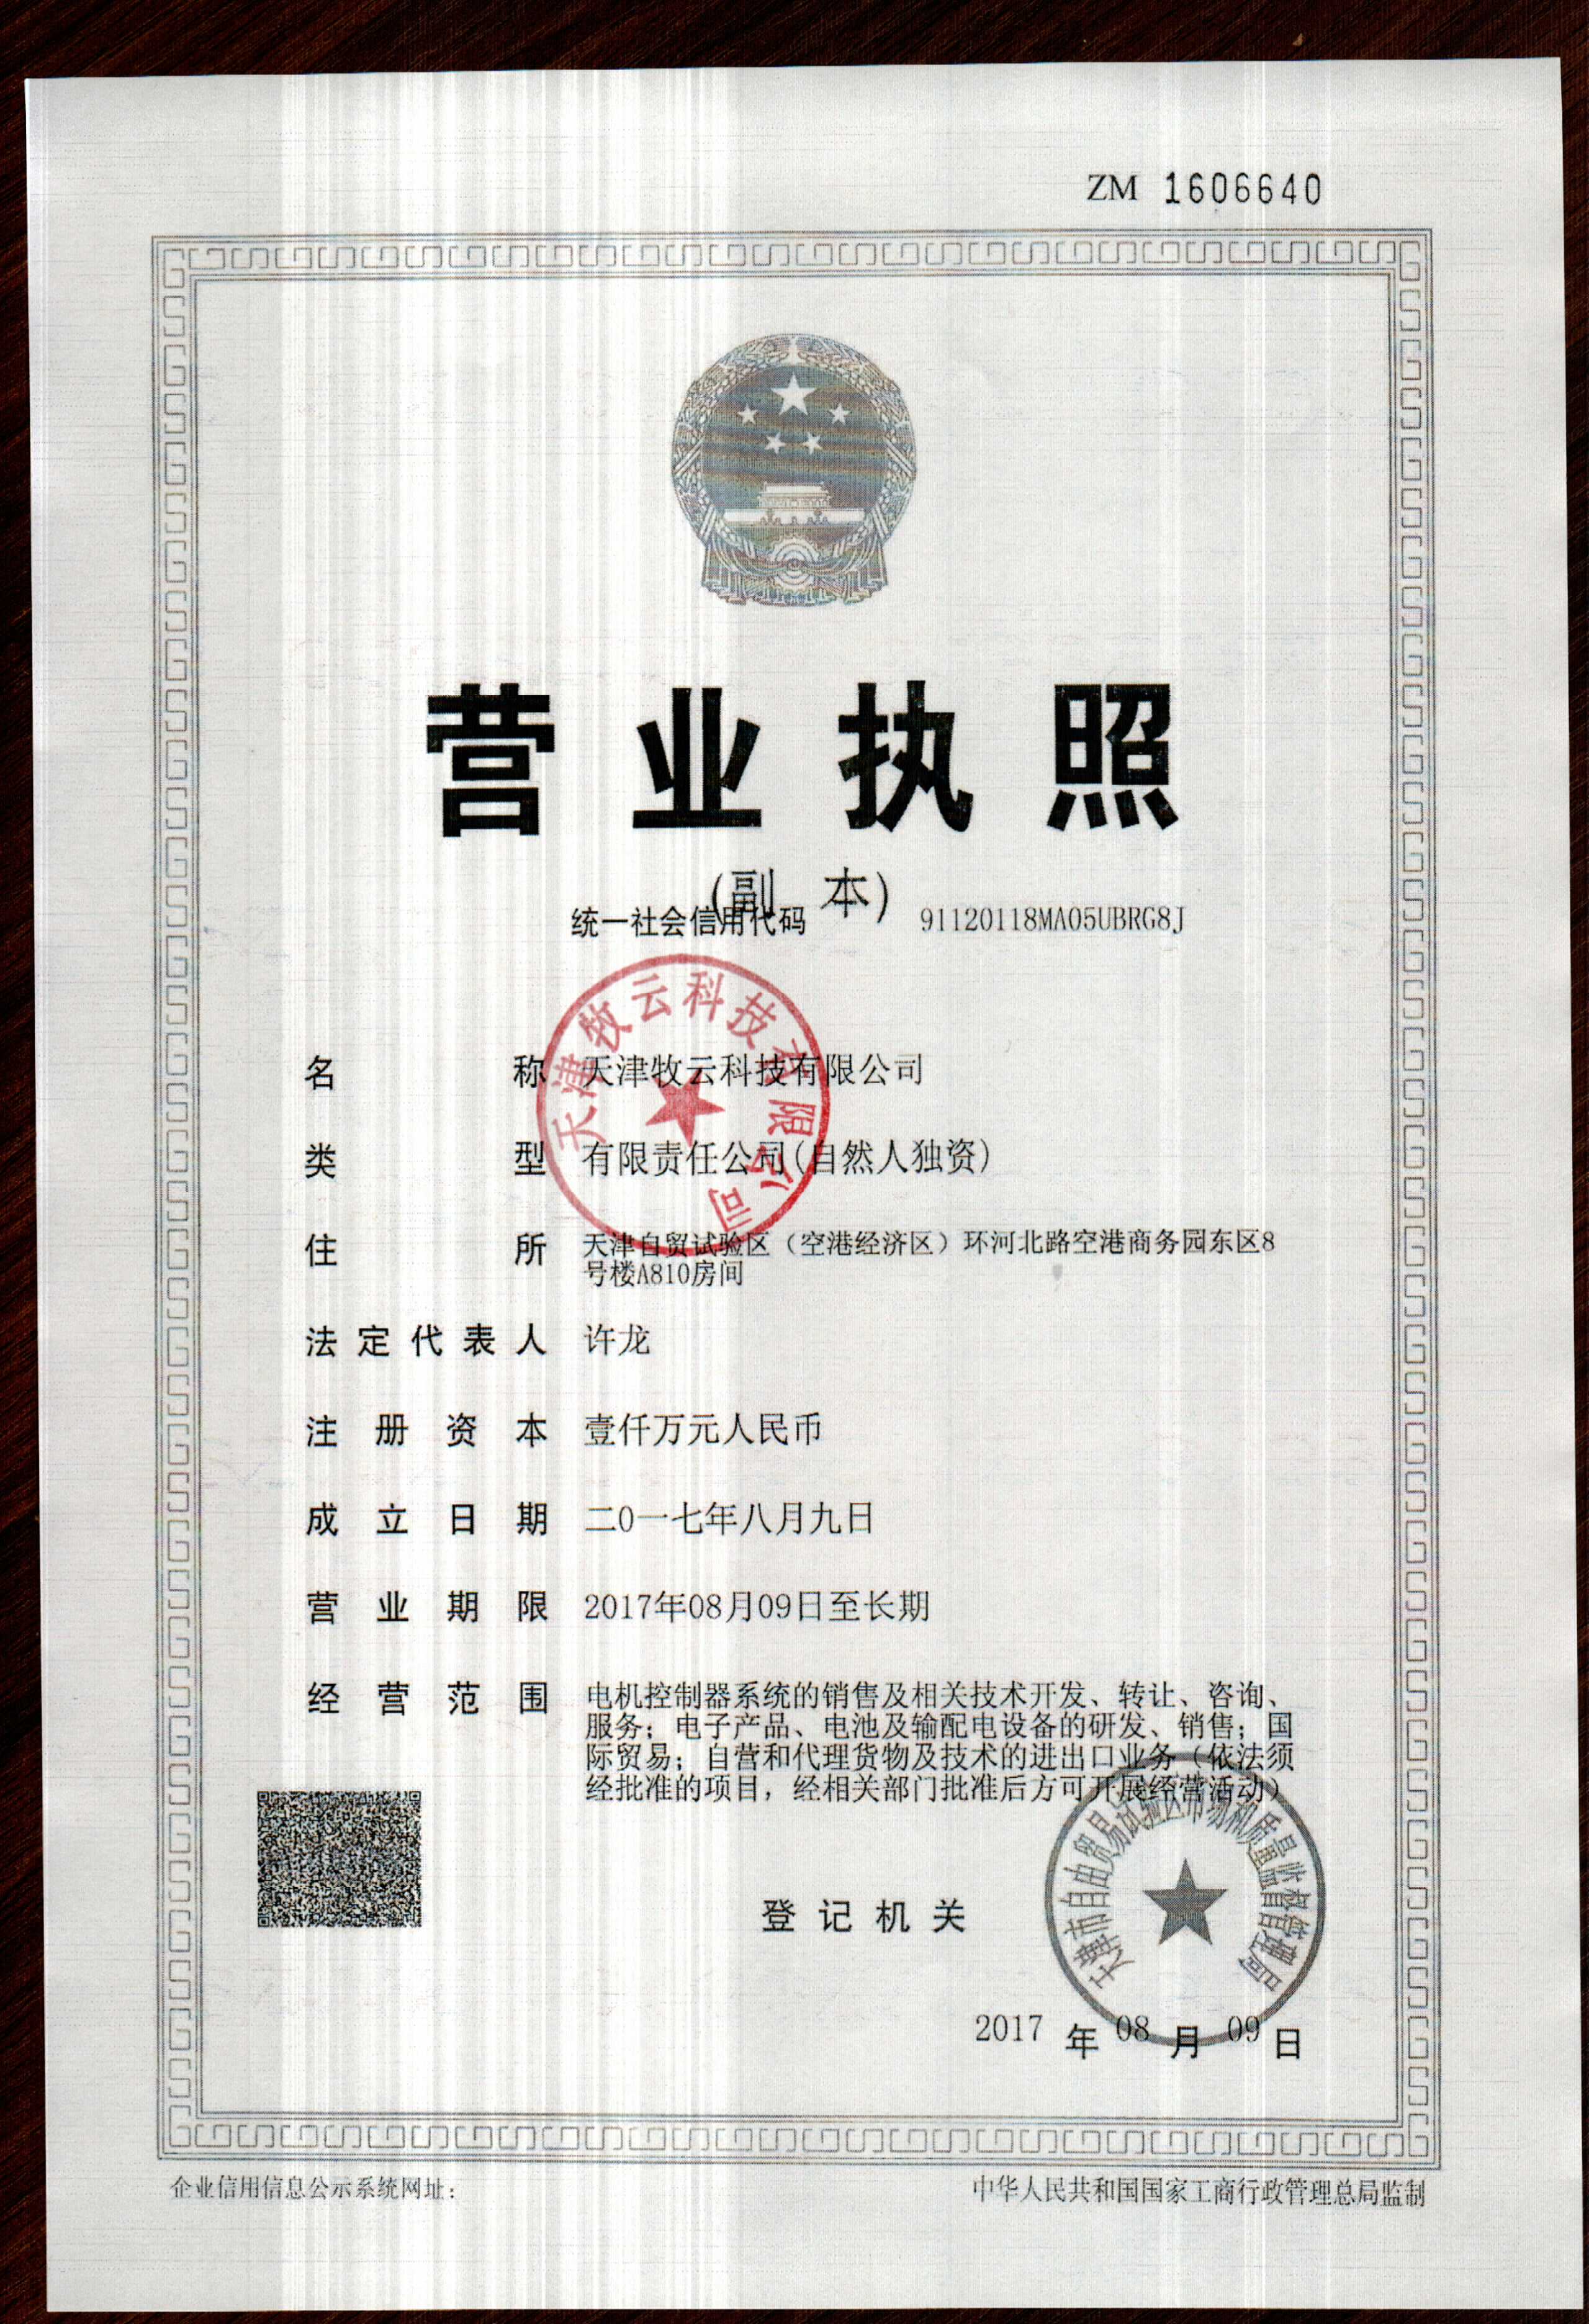 ZM 1606640
营业执照
(副 本)
统一社会信用代码 91120118MA05UBRG8J
名 称 天津牧云科技有限公司
类 型 有限责任公司(自然人独资)
住 所 天津自贸试验区（空港经济区）环河北路空港商务园东区8
号楼A810房间
法定代表人 许龙
注册资本 壹仟万元人民币
成立日期 二0一七年八月九日
营业期限 2017年08月09日至长期
经营范围 电机控制器系统的销售及相关技术开发、转让、咨询、
服务；电子产品、电池及输配电设备的研发、销售；国
际贸易；自营和代理货物及技术的进出口业务（依法须
经批准的项目，经相关部门批准后方可开展经营活动）
天津牧云科技有限公司
登记机关
天津市自由贸易试验区市场和质量监督管理局
2017 年 08 月 09 日
企业信用信息公示系统网址：
中华人民共和国国家工商行政管理总局监制